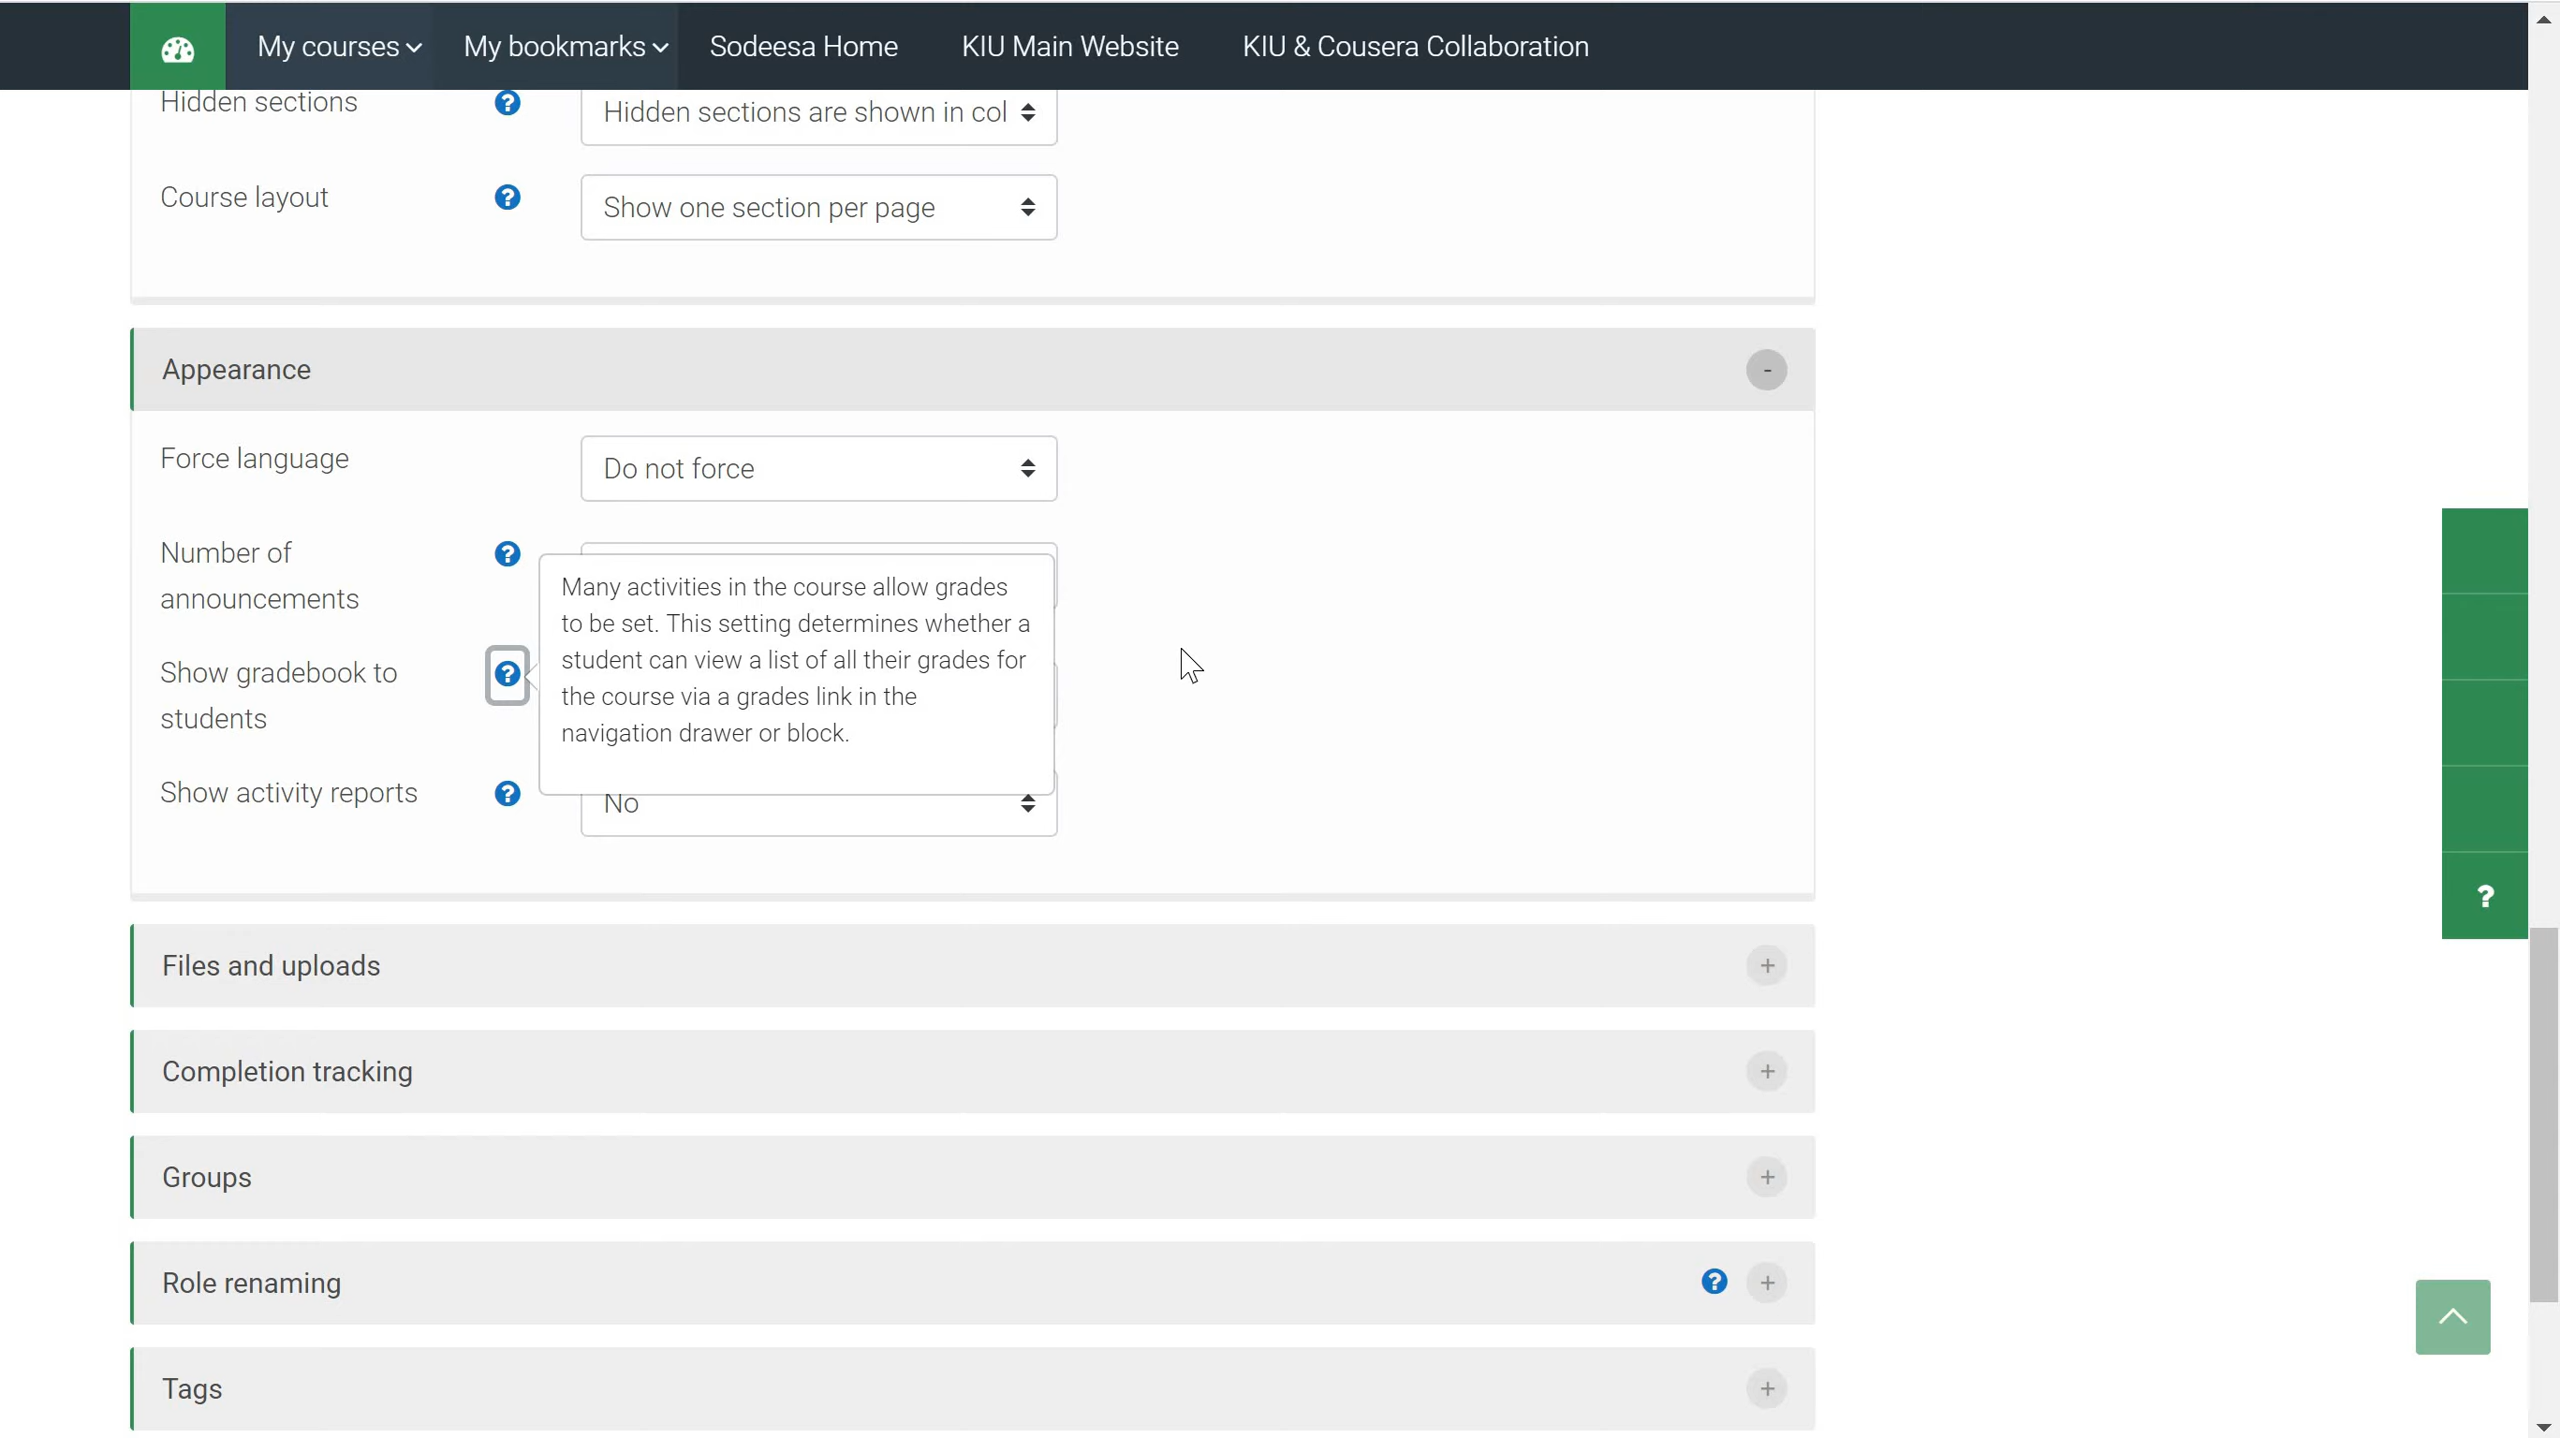 My courses
My bookmarks
Sodeesa Home
KIU Main Website
KIU & Cousera Collaboration
Hidden sections
Hidden sections are shown in col
Course layout
Show one section per page
Appearance
-
Force language
Do not force
Number of
announcements
Many activities in the course allow grades
to be set. This setting determines whether a
student can view a list of all their grades for
the course via a grades link in the
navigation drawer or block.
Show gradebook to
students
Show activity reports
No
Files and uploads
+
Completion tracking
+
Groups
+
Role renaming
?
+
Tags
+
?